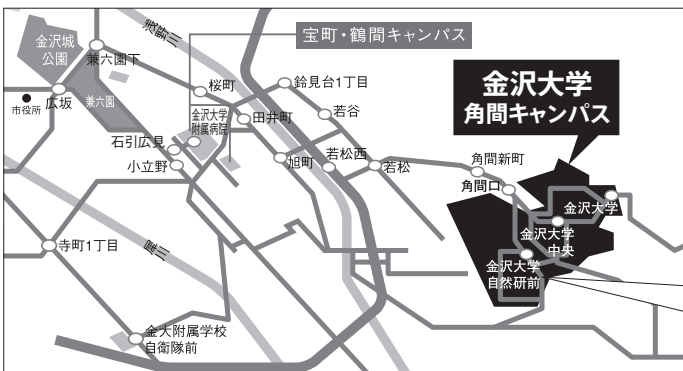 浅野川
金沢城
公園
宝町・鶴間キャンパス
兼六園下
桜町
鈴見台1丁目
金沢大学
角間キャンパス
広坂
兼六園
市役所
金沢大学
附属病院
田井町
若谷
石引広見
小立野
旭町
若松西
若松
角間新町
角間口
金沢大学
金沢大学
中央
金沢大学
自然研前
寺町1丁目
犀川
金大附属学校
自衛隊前